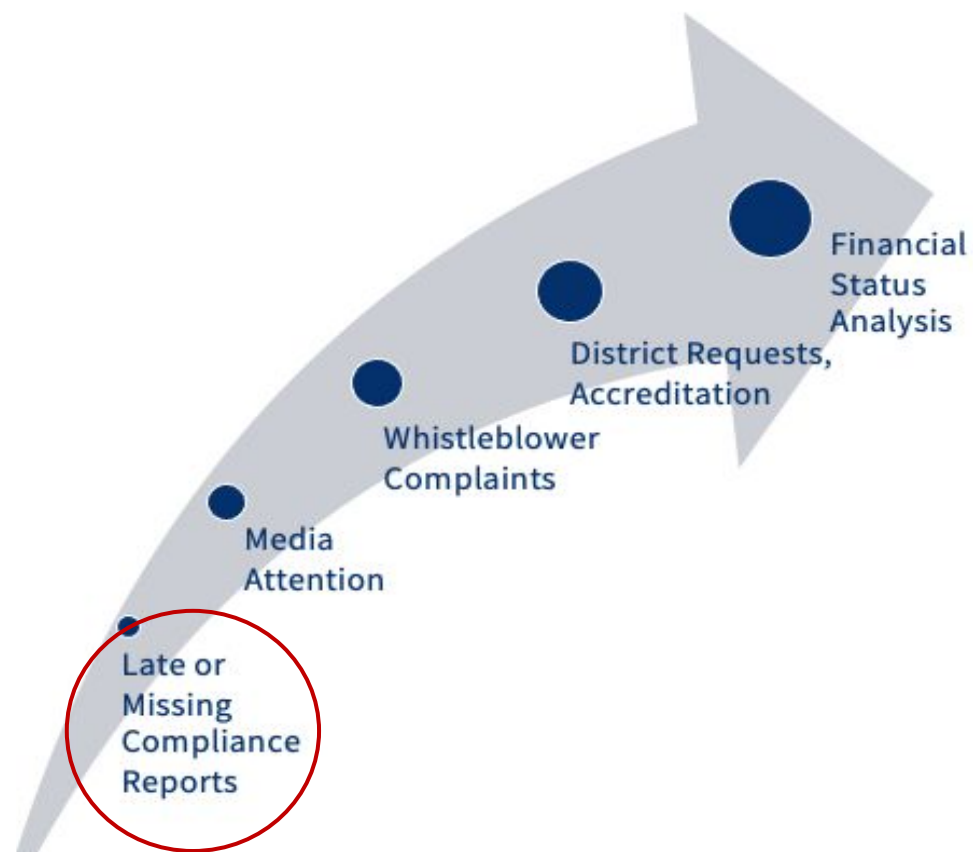 Financial
Status
Analysis
District Requests,
Accreditation
Whistleblower
Complaints
Media
Attention
Late or
Missing
Compliance
Reports